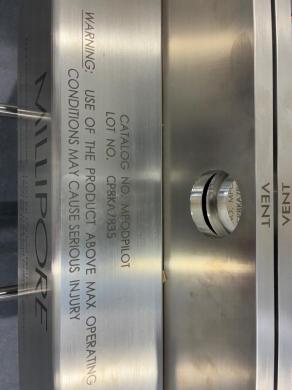 VENT
VENT
CATALOG NO. MPODPILOT
LOT NO. CP8KA7835
WARNING: USE OF THE PRODUCT ABOVE MAX OPERATING
CONDITIONS MAY CAUSE SERIOUS INJURY
MILLIPORE